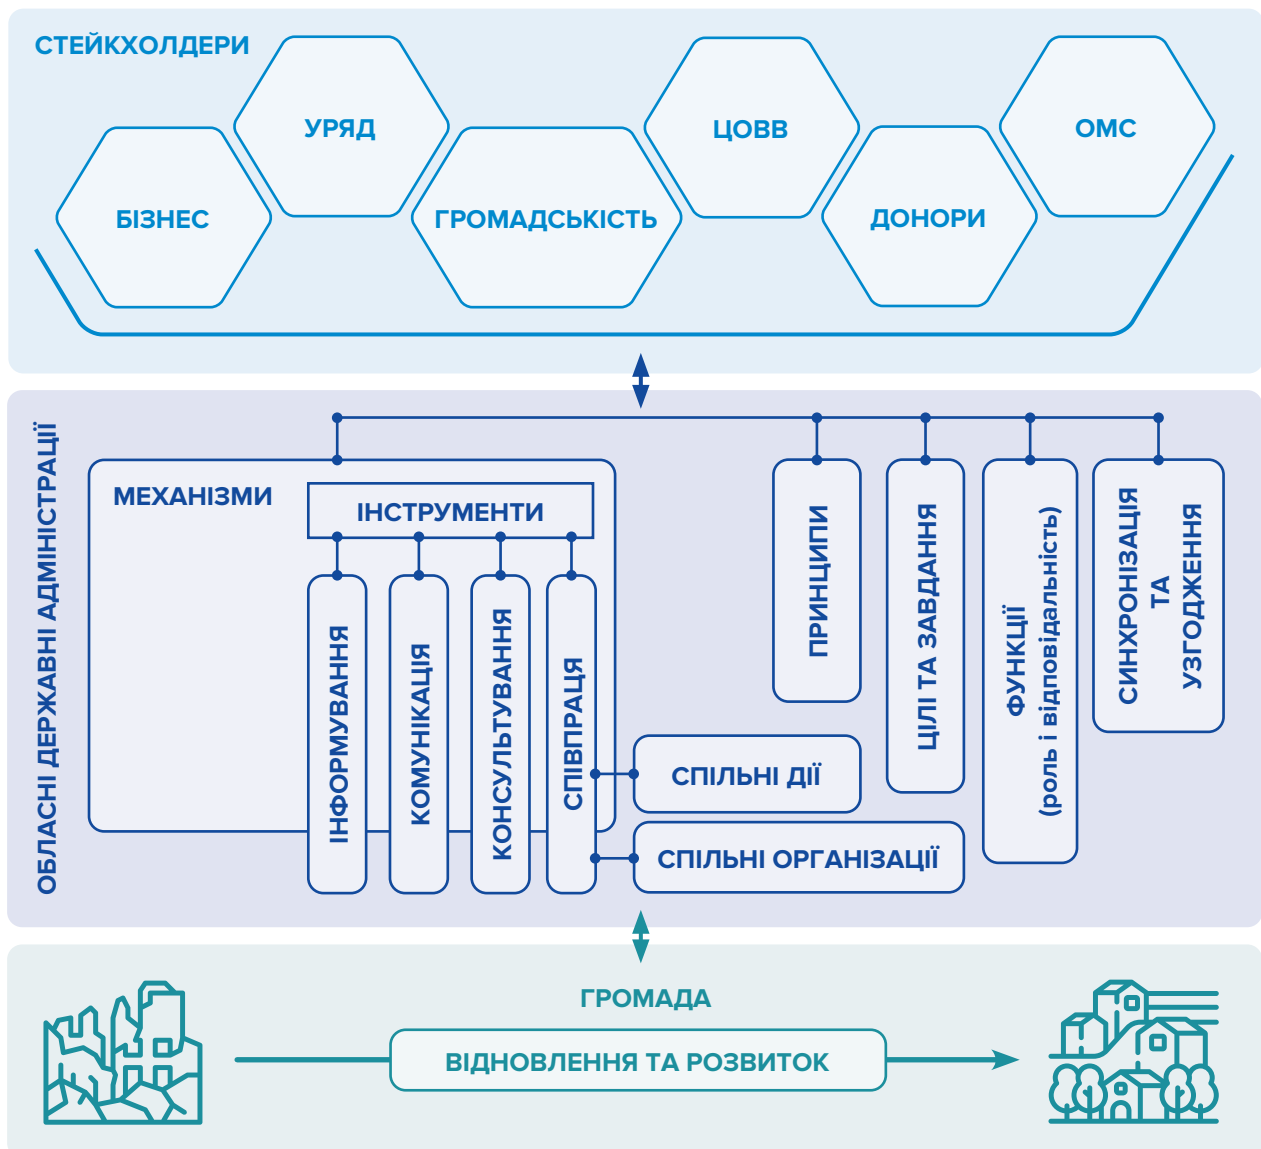 СТЕЙКХОЛДЕРИ
БІЗНЕС
УРЯД
ГРОМАДСЬКІСТЬ
ЦОВВ
ДОНОРИ
ОМС
ОБЛАСНІ ДЕРЖАВНІ АДМІНІСТРАЦІЇ
МЕХАНІЗМИ
ІНСТРУМЕНТИ
ІНФОРМУВАННЯ
КОМУНІКАЦІЯ
КОНСУЛЬТУВАННЯ
СПІВПРАЦЯ
СПІЛЬНІ ДІЇ
СПІЛЬНІ ОРГАНІЗАЦІЇ
ПРИНЦИПИ
ЦІЛІ ТА ЗАВДАННЯ
ФУНКЦІЇ
(роль і відповідальність)
СИНХРОНІЗАЦІЯ
ТА
УЗГОДЖЕННЯ
ГРОМАДА
ВІДНОВЛЕННЯ ТА РОЗВИТОК